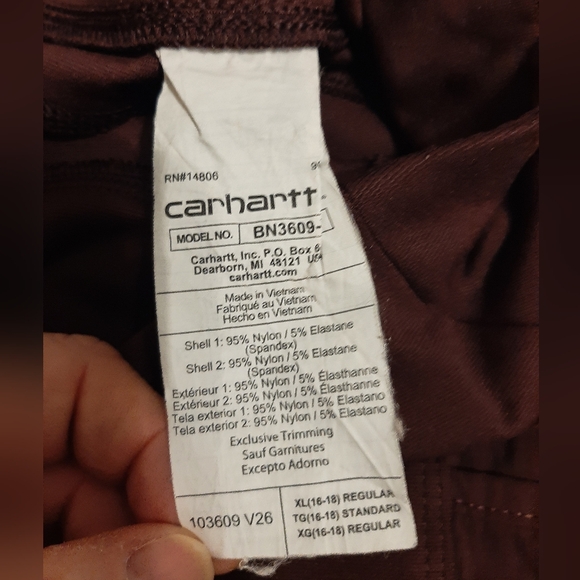 RN#14806
carhartt
MODEL NO. BN3609-
Carhartt, Inc. P.O. Box
Dearborn, MI 48121 USA
carhartt.com
Made in Vietnam
Fabriqué au Vietnam
Hecho en Vietnam
Shell 1: 95% Nylon / 5% Elastane
(Spandex)
Shell 2: 95% Nylon / 5% Elastane
(Spandex)
Extérieur 1: 95% Nylon / 5% Élasthanne
Extérieur 2: 95% Nylon / 5% Élasthanne
Tela exterior 1: 95% Nylon / 5% Elastano
Tela exterior 2: 95% Nylon / 5% Elastano
Exclusive Trimming
Sauf Garnitures
Excepto Adorno
103609 V26
XL(16-18) REGULAR
TG(16-18) STANDARD
XG(16-18) REGULAR